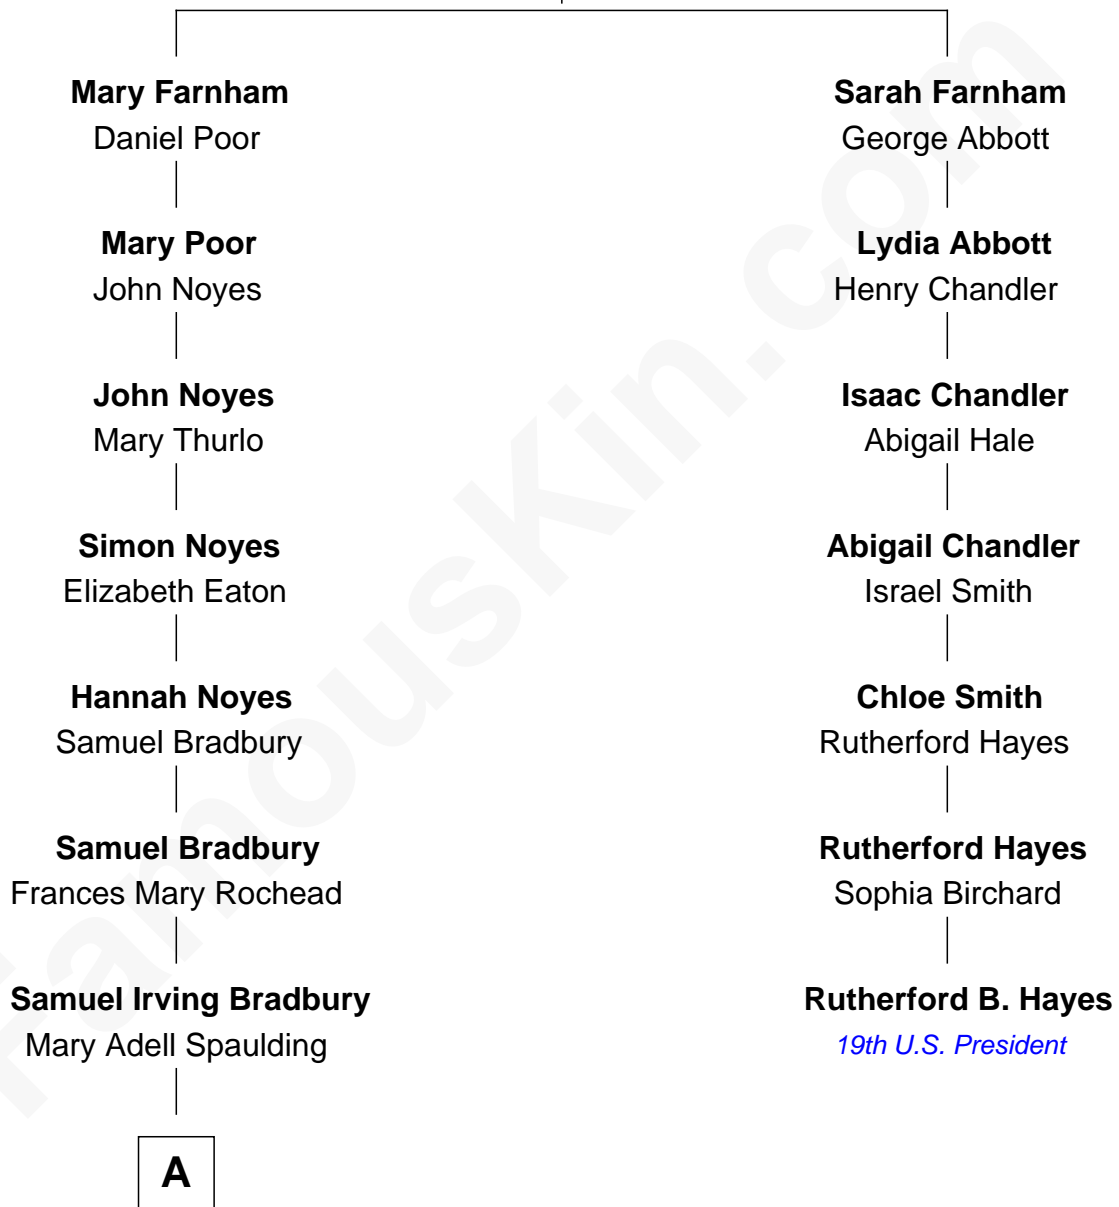 Mary Farnham
Daniel Poor
Mary Poor
John Noyes
John Noyes
Mary Thurlo
Simon Noyes
Elizabeth Eaton
Hannah Noyes
Samuel Bradbury
Samuel Bradbury
Frances Mary Rochead
Samuel Irving Bradbury
Mary Adell Spaulding
A
Sarah Farnham
George Abbott
Lydia Abbott
Henry Chandler
Isaac Chandler
Abigail Hale
Abigail Chandler
Israel Smith
Chloe Smith
Rutherford Hayes
Rutherford Hayes
Sophia Birchard
Rutherford B. Hayes
19th U.S. President
FamousKin.com